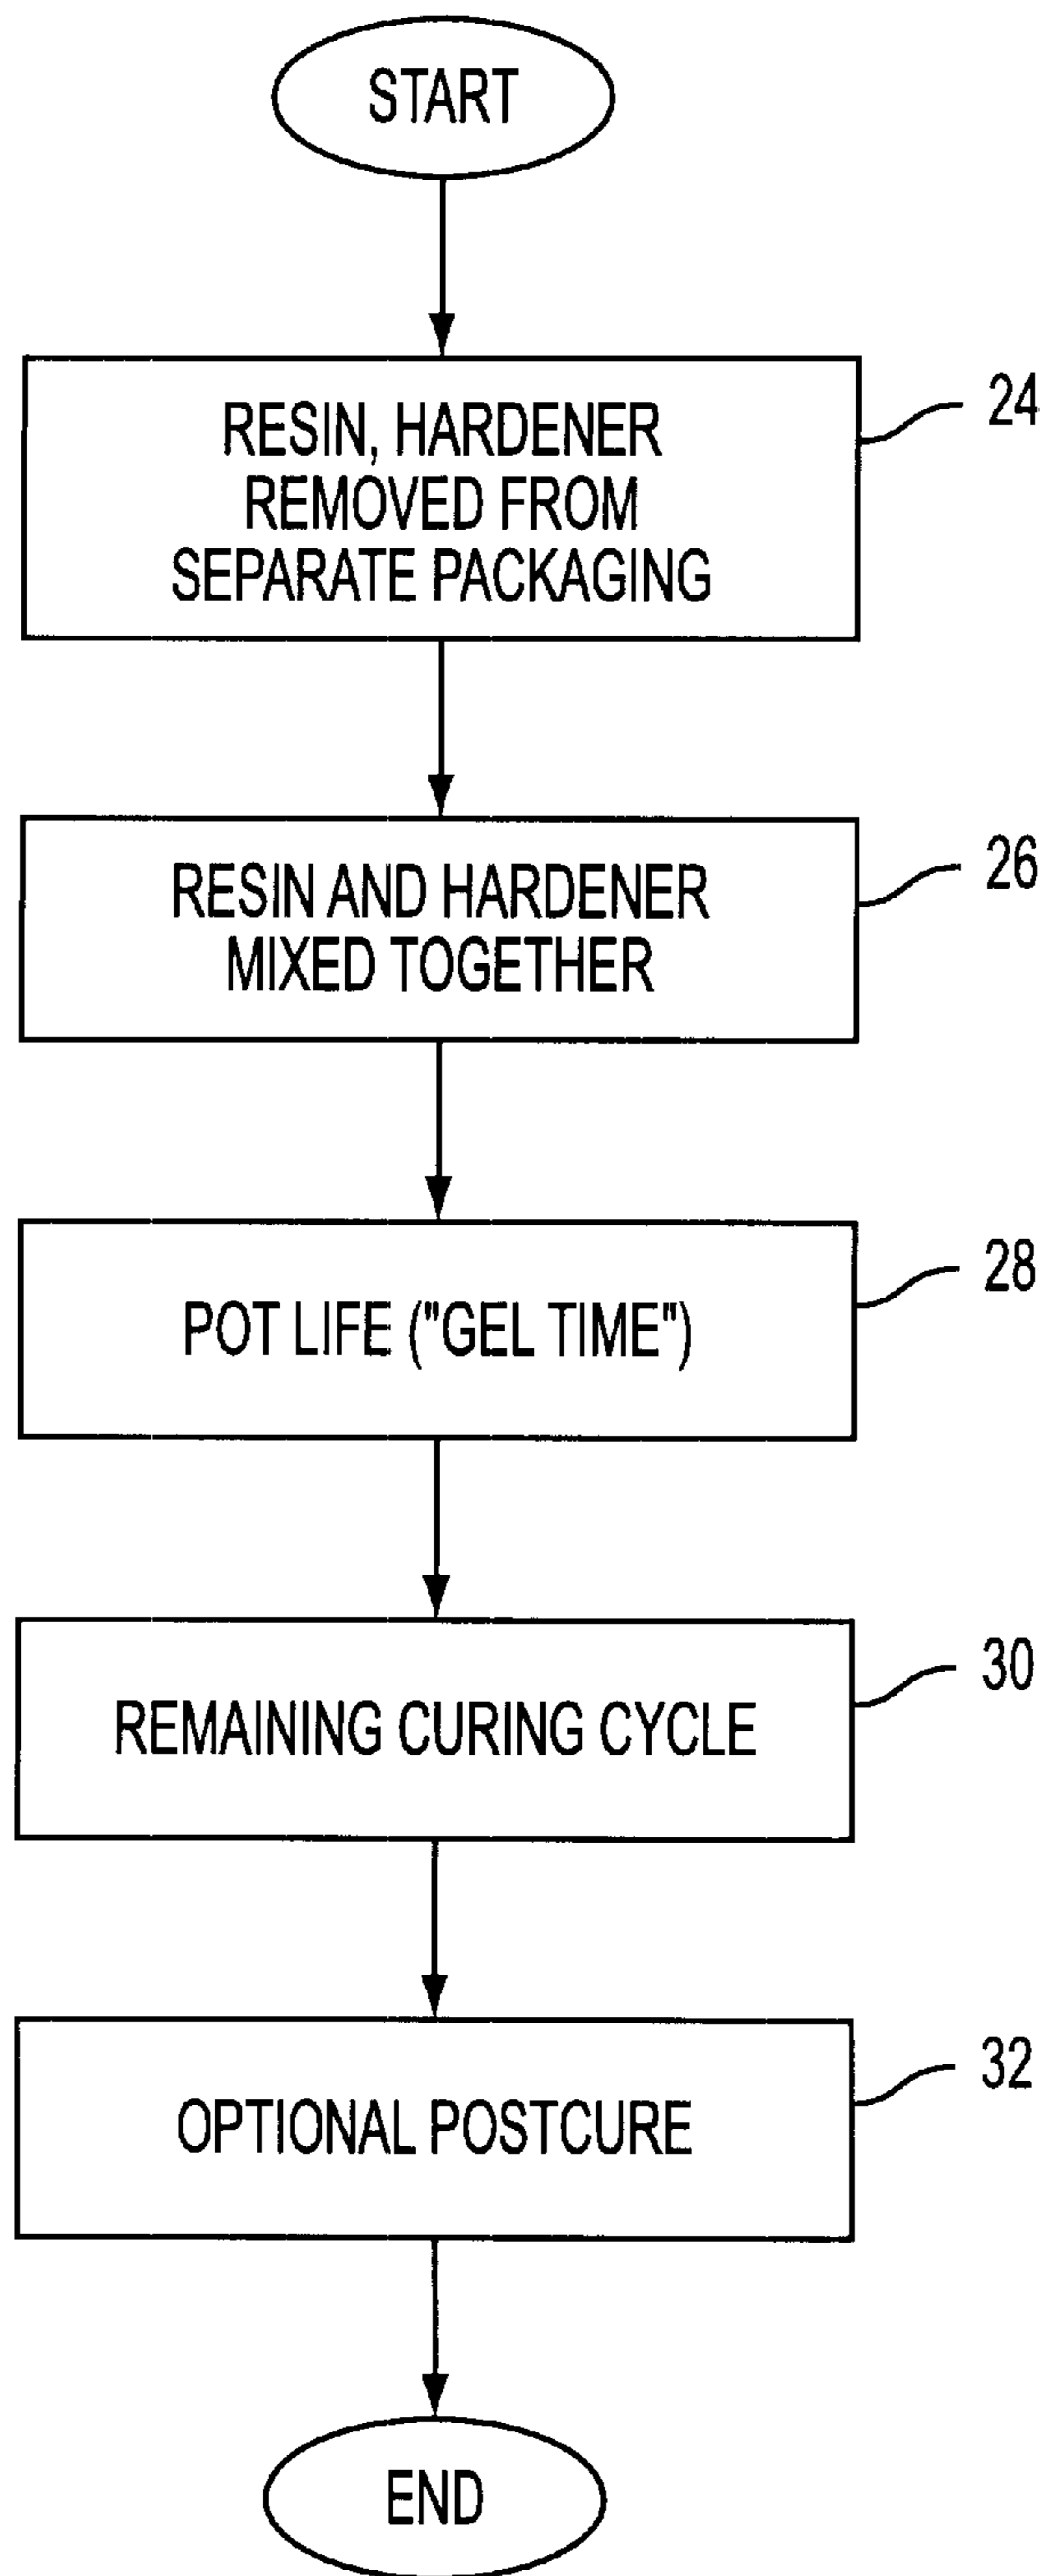 START
RESIN, HARDENER
REMOVED FROM
SEPARATE PACKAGING
24
RESIN AND HARDENER
MIXED TOGETHER
26
POT LIFE ("GEL TIME")
28
REMAINING CURING CYCLE
30
OPTIONAL POSTCURE
32
END